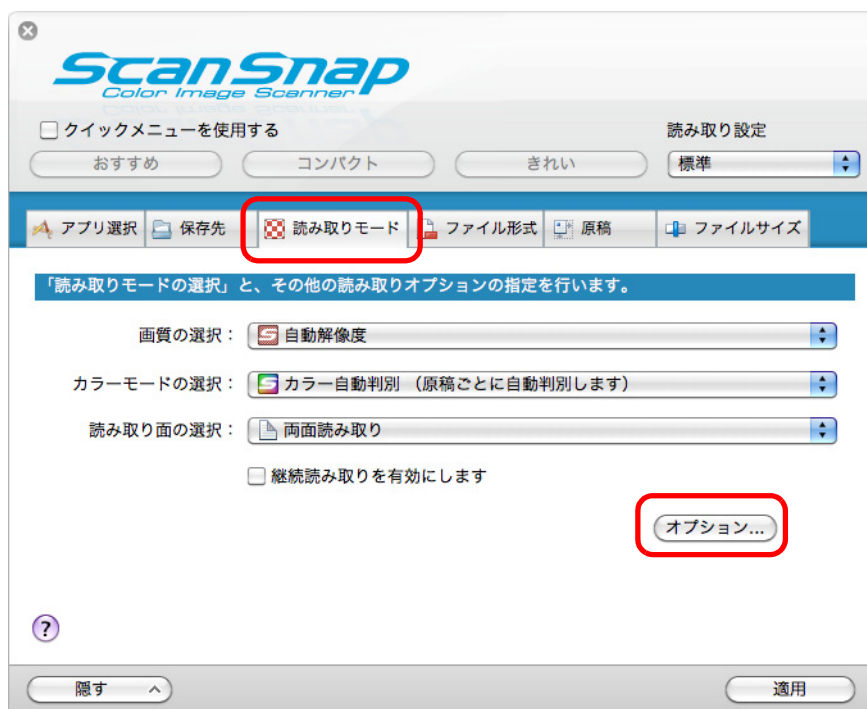 ScanSnap
Color Image Scanner
クイックメニューを使用する
読み取り設定
おすすめ
コンパクト
きれい
標準
アプリ選択
保存先
読み取りモード
ファイル形式
原稿
ファイルサイズ
「読み取りモードの選択」と、その他の読み取りオプションの指定を行います。
画質の選択：
自動解像度
カラーモードの選択：
カラー自動判別 （原稿ごとに自動判別します）
読み取り面の選択：
両面読み取り
継続読み取りを有効にします
オプション...
?
隠す
適用